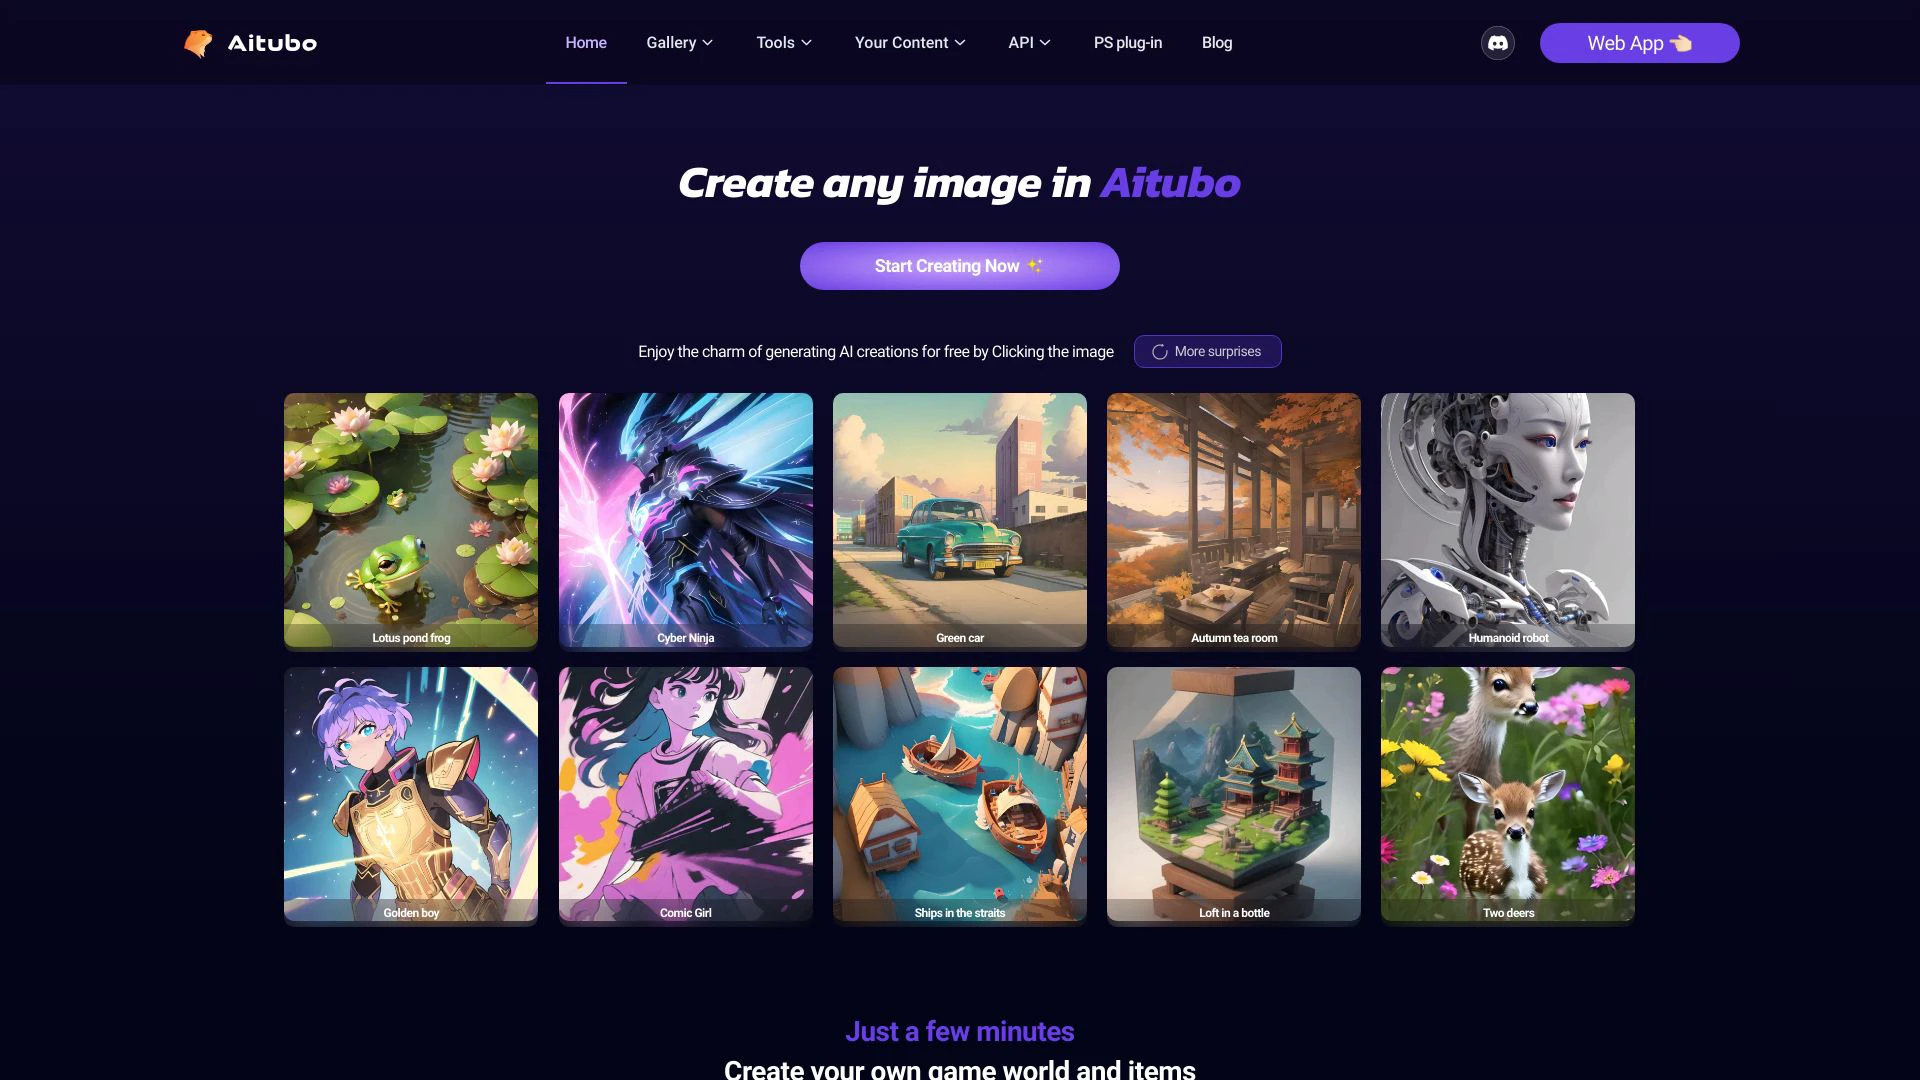 Aitubo
Home
Gallery
Tools
Your Content
API
PS plug-in
Blog
Web App
Create any image in Aitubo
Start Creating Now
Enjoy the charm of generating AI creations for free by Clicking the image
More surprises
Lotus pond frog
Cyber Ninja
Green car
Autumn tea room
Humanoid robot
Golden boy
Comic Girl
Ships in the straits
Loft in a bottle
Two deers
Just a few minutes
Create your own game world and items